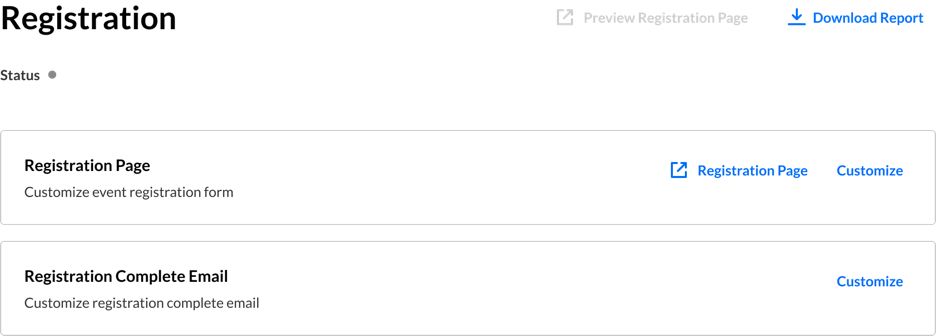 Registration
Preview Registration Page
Download Report
Status
Registration Page
Customize event registration form
Registration Page
Customize
Registration Complete Email
Customize registration complete email
Customize